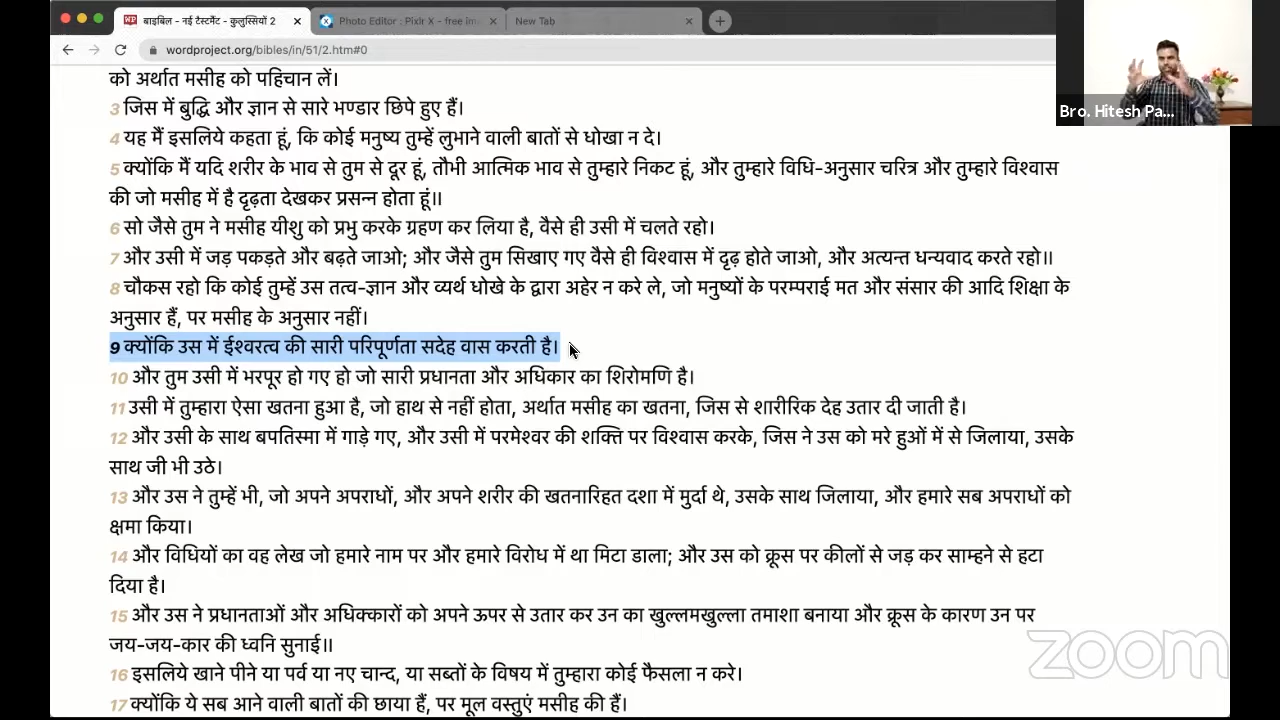 बाइबिल - नई टैस्टमैंट - कुलुस्सियों 2
Photo Editor : Pixlr X - free im
New Tab
wordproject.org/bibles/in/51/2.htm#0
Bro. Hitesh Pa...
को अर्थात मसीह को पहिचान लें।
3 जिस में बुद्धि और ज्ञान से सारे भण्डार छिपे हुए हैं।
4 यह मैं इसलिये कहता हूं, कि कोई मनुष्य तुम्हें लुभाने वाली बातों से धोखा न दे।
5 क्योंकि मैं यदि शरीर के भाव से तुम से दूर हूं, तौभी आत्मिक भाव से तुम्हारे निकट हूं, और तुम्हारे विधि-अनुसार चरित्र और तुम्हारे विश्वास
की जो मसीह में है दृढ़ता देखकर प्रसन्न होता हूं॥
6 सो जैसे तुम ने मसीह यीशु को प्रभु करके ग्रहण कर लिया है, वैसे ही उसी में चलते रहो।
7 और उसी में जड़ पकड़ते और बढ़ते जाओ; और जैसे तुम सिखाए गए वैसे ही विश्वास में दृढ़ होते जाओ, और अत्यन्त धन्यवाद करते रहो॥
8 चौकस रहो कि कोई तुम्हें उस तत्व-ज्ञान और व्यर्थ धोखे के द्वारा अहेर न करे ले, जो मनुष्यों के परम्पराई मत और संसार की आदि शिक्षा के
अनुसार हैं, पर मसीह के अनुसार नहीं।
9 क्योंकि उस में ईश्वरत्व की सारी परिपूर्णता सदेह वास करती है।
10 और तुम उसी में भरपूर हो गए हो जो सारी प्रधानता और अधिकार का शिरोमणि है।
11 उसी में तुम्हारा ऐसा खतना हुआ है, जो हाथ से नहीं होता, अर्थात मसीह का खतना, जिस से शारीरिक देह उतार दी जाती है।
12 और उसी के साथ बपतिस्मा में गाड़े गए, और उसी में परमेश्वर की शक्ति पर विश्वास करके, जिस ने उस को मरे हुओं में से जिलाया, उसके
साथ जी भी उठे।
13 और उस ने तुम्हें भी, जो अपने अपराधों, और अपने शरीर की खतनारिहत दशा में मुर्दा थे, उसके साथ जिलाया, और हमारे सब अपराधों को
क्षमा किया।
14 और विधियों का वह लेख जो हमारे नाम पर और हमारे विरोध में था मिटा डाला; और उस को क्रूस पर कीलों से जड़ कर साम्हने से हटा
दिया है।
15 और उस ने प्रधानताओं और अधिक्कारों को अपने ऊपर से उतार कर उन का खुल्लमखुल्ला तमाशा बनाया और क्रूस के कारण उन पर
जय-जय-कार की ध्वनि सुनाई॥
16 इसलिये खाने पीने या पर्व या नए चान्द, या सब्तों के विषय में तुम्हारा कोई फैसला न करे।
17 क्योंकि ये सब आने वाली बातों की छाया हैं, पर मूल वस्तुएं मसीह की हैं।
zoom